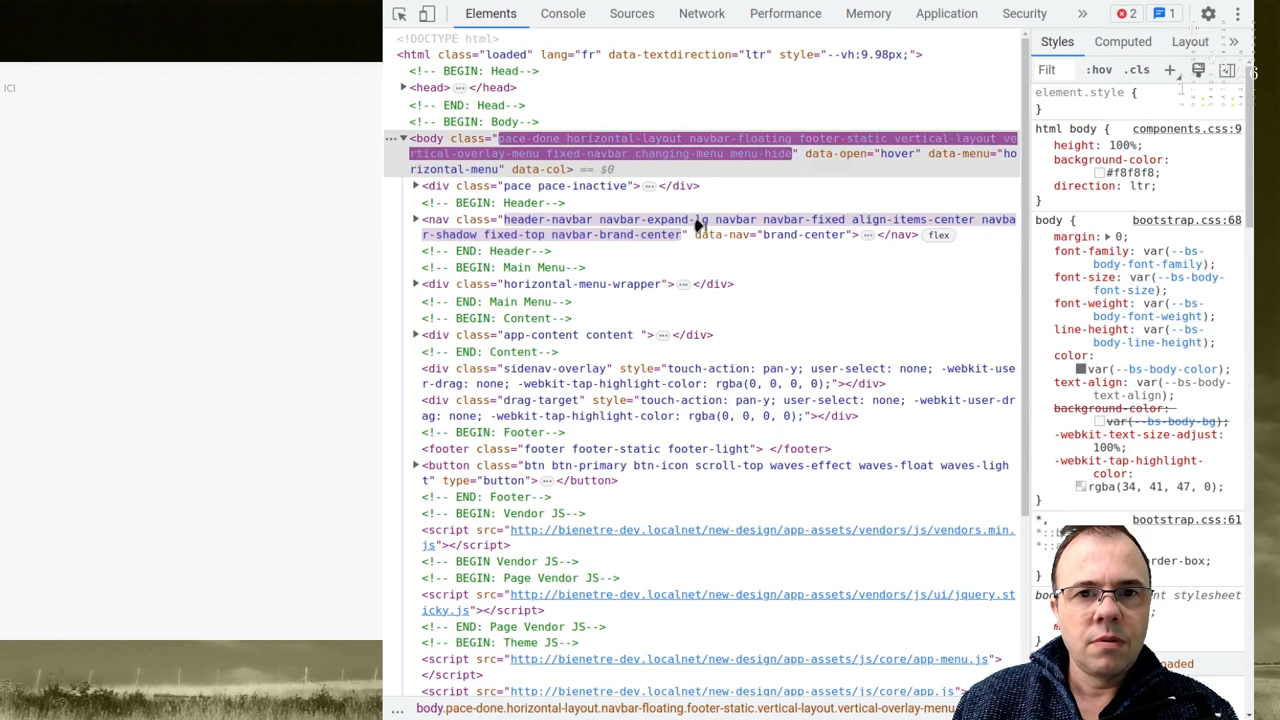 Elements Console Sources Network Performance Memory Application Security » 2 1
ICI
<!DOCTYPE html>
<html class="loaded" lang="fr" data-textdirection="ltr" style="--vh:9.98px;">
<!-- BEGIN: Head-->
<head> … </head>
<!-- END: Head-->
<!-- BEGIN: Body-->
… <body class="pace-done horizontal-layout navbar-floating footer-static vertical-layout ve
rtical-overlay-menu fixed-navbar changing-menu menu-hide" data-open="hover" data-menu="ho
rizontal-menu" data-col> == $0
<div class="pace pace-inactive"> … </div>
<!-- BEGIN: Header-->
<nav class="header-navbar navbar-expand-lg navbar navbar-fixed align-items-center navba
r-shadow fixed-top navbar-brand-center" data-nav="brand-center"> … </nav> flex
<!-- END: Header-->
<!-- BEGIN: Main Menu-->
<div class="horizontal-menu-wrapper"> … </div>
<!-- END: Main Menu-->
<!-- BEGIN: Content-->
<div class="app-content content "> … </div>
<!-- END: Content-->
<div class="sidenav-overlay" style="touch-action: pan-y; user-select: none; -webkit-use
r-drag: none; -webkit-tap-highlight-color: rgba(0, 0, 0, 0);"></div>
<div class="drag-target" style="touch-action: pan-y; user-select: none; -webkit-user-dr
ag: none; -webkit-tap-highlight-color: rgba(0, 0, 0, 0);"></div>
<!-- BEGIN: Footer-->
<footer class="footer footer-static footer-light"> </footer>
<button class="btn btn-primary btn-icon scroll-top waves-effect waves-float waves-ligh
t" type="button"> … </button>
<!-- END: Footer-->
<!-- BEGIN: Vendor JS-->
<script src="http://bienetre-dev.localnet/new-design/app-assets/vendors/js/vendors.min.
js"></script>
<!-- BEGIN Vendor JS-->
<!-- BEGIN: Page Vendor JS-->
<script src="http://bienetre-dev.localnet/new-design/app-assets/vendors/js/ui/jquery.st
icky.js"></script>
<!-- END: Page Vendor JS-->
<!-- BEGIN: Theme JS-->
<script src="http://bienetre-dev.localnet/new-design/app-assets/js/core/app-menu.js">
</script>
<script src="http://bienetre-dev.localnet/new-design/app-assets/js/core/app.js">
… body.pace-done.horizontal-layout.navbar-floating.footer-static.vertical-layout.vertical-overlay-menu.
Styles Computed Layout »
Filt :hov .cls +
element.style {
}
html body { components.css:9
height: 100%;
background-color:
#f8f8f8;
direction: ltr;
}
body { bootstrap.css:68
margin: 0;
font-family: var(--bs-
body-font-family);
font-size: var(--bs-body-
font-size);
font-weight: var(--bs-
body-font-weight);
line-height: var(--bs-
body-line-height);
color:
var(--bs-body-color);
text-align: var(--bs-body-
text-align);
background-color:
var(--bs-body-bg);
-webkit-text-size-adjust:
100%;
-webkit-tap-highlight-
color:
rgba(34, 41, 47, 0);
}
*, bootstrap.css:61
order-box;
}
stylesheet